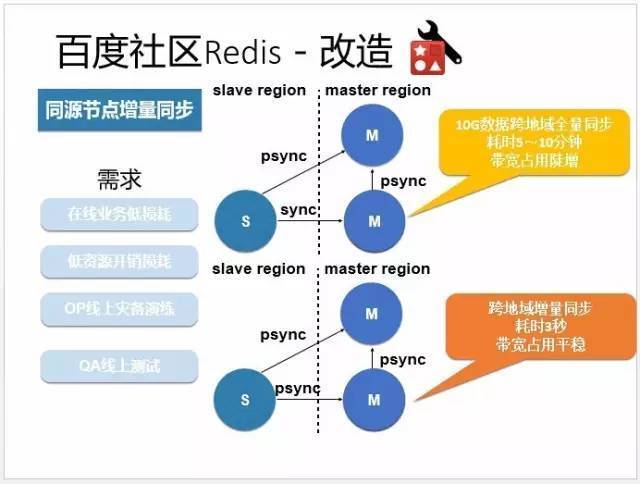 百度社区Redis - 改造
同源节点增量同步
需求
在线业务低损耗
低资源开销损耗
OP线上灾备演练
QA线上测试
slave region
master region
M
psync
psync
S
sync
M
10G数据跨地域全量同步
耗时5～10分钟
带宽占用陡增
slave region
master region
M
psync
psync
S
psync
M
跨地域增量同步
耗时3秒
带宽占用平稳